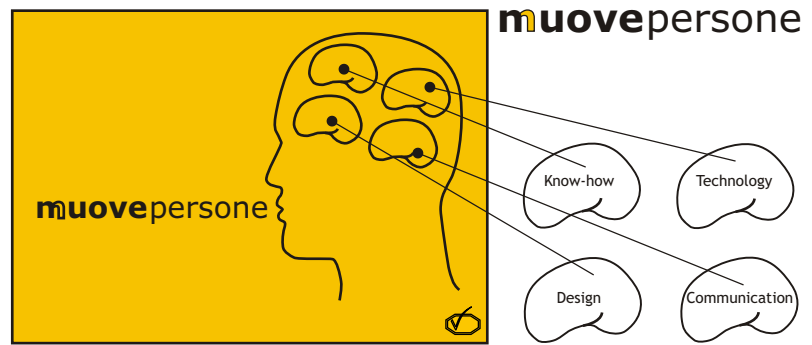 muovepersone
muovepersone
Know-how
Technology
Design
Communication